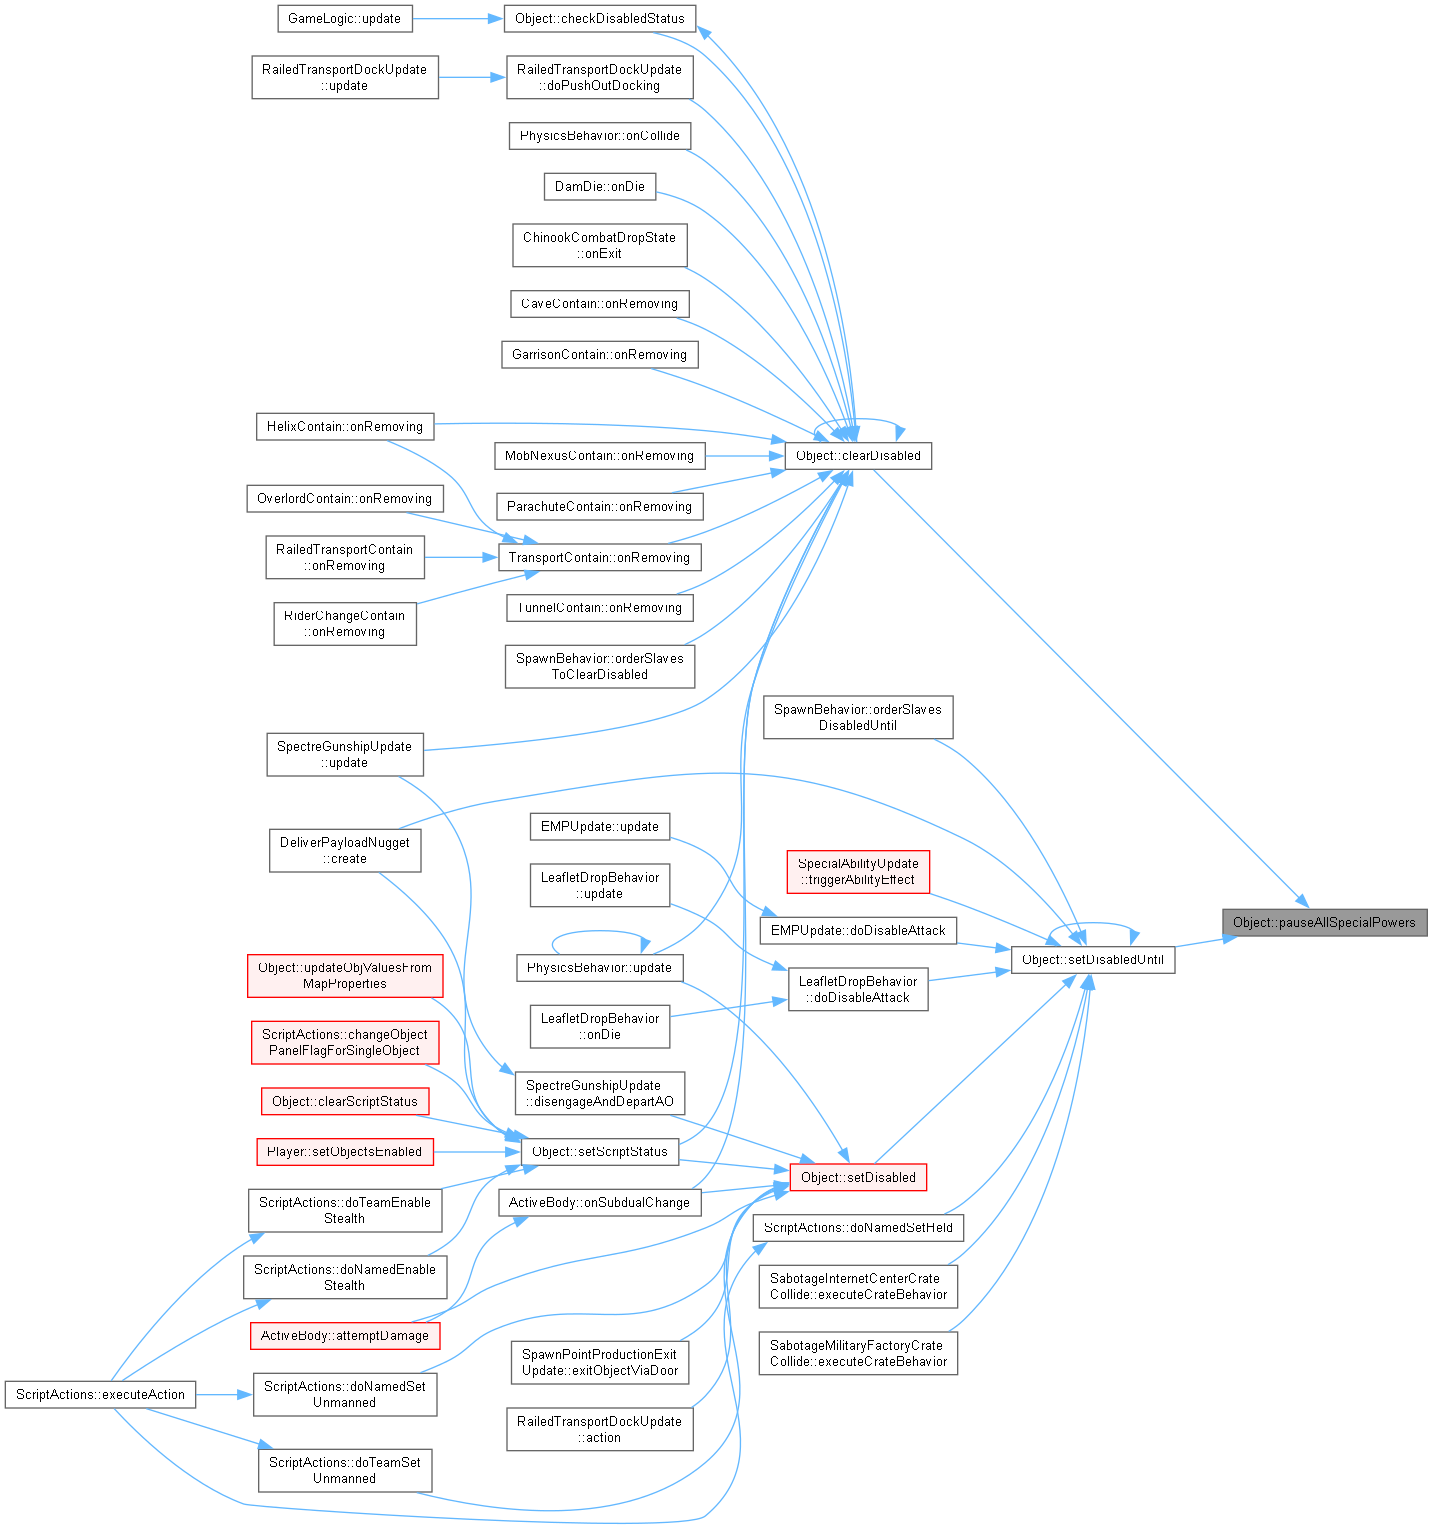 GameLogic::update
Object::checkDisabledStatus
RailedTransportDockUpdate
::update
RailedTransportDockUpdate
::doPushOutDocking
PhysicsBehavior::onCollide
DamDie::onDie
ChinookCombatDropState
::onExit
CaveContain::onRemoving
GarrisonContain::onRemoving
HelixContain::onRemoving
MobNexusContain::onRemoving
Object::clearDisabled
OverlordContain::onRemoving
ParachuteContain::onRemoving
RailedTransportContain
::onRemoving
TransportContain::onRemoving
RiderChangeContain
::onRemoving
TunnelContain::onRemoving
SpawnBehavior::orderSlaves
ToClearDisabled
SpawnBehavior::orderSlaves
DisabledUntil
SpectreGunshipUpdate
::update
EMPUpdate::update
DeliverPayloadNugget
::create
LeafletDropBehavior
::update
SpecialAbilityUpdate
::triggerAbilityEffect
Object::pauseAllSpecialPowers
EMPUpdate::doDisableAttack
Object::setDisabledUntil
Object::updateObjValuesFrom
MapProperties
PhysicsBehavior::update
LeafletDropBehavior
::doDisableAttack
LeafletDropBehavior
::onDie
ScriptActions::changeObject
PanelFlagForSingleObject
SpectreGunshipUpdate
::disengageAndDepartAO
Object::clearScriptStatus
Player::setObjectsEnabled
Object::setScriptStatus
Object::setDisabled
ScriptActions::doTeamEnable
Stealth
ActiveBody::onSubdualChange
ScriptActions::doNamedSetHeld
ScriptActions::doNamedEnable
Stealth
SabotageInternetCenterCrate
Collide::executeCrateBehavior
ActiveBody::attemptDamage
SpawnPointProductionExit
Update::exitObjectViaDoor
SabotageMilitaryFactoryCrate
Collide::executeCrateBehavior
ScriptActions::executeAction
ScriptActions::doNamedSet
Unmanned
RailedTransportDockUpdate
::action
ScriptActions::doTeamSet
Unmanned